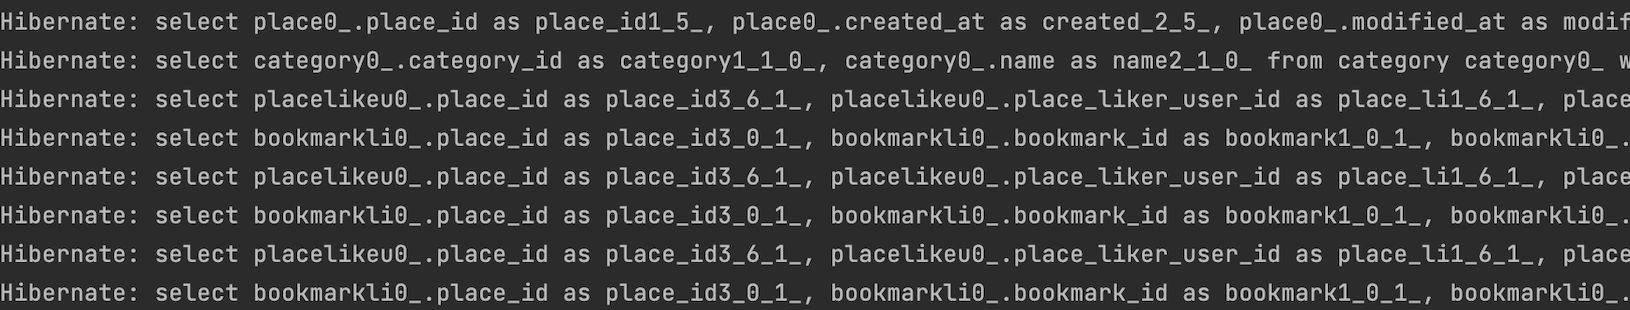 Hibernate: select place0_.place_id as place_id1_5_, place0_.created_at as created_2_5_, place0_.modified_at as modif
Hibernate: select category0_.category_id as category1_1_0_, category0_.name as name2_1_0_ from category category0_ w
Hibernate: select placelikeu0_.place_id as place_id3_6_1_, placelikeu0_.place_liker_user_id as place_li1_6_1_, place
Hibernate: select bookmarkli0_.place_id as place_id3_0_1_, bookmarkli0_.bookmark_id as bookmark1_0_1_, bookmarkli0_.
Hibernate: select placelikeu0_.place_id as place_id3_6_1_, placelikeu0_.place_liker_user_id as place_li1_6_1_, place
Hibernate: select bookmarkli0_.place_id as place_id3_0_1_, bookmarkli0_.bookmark_id as bookmark1_0_1_, bookmarkli0_.
Hibernate: select placelikeu0_.place_id as place_id3_6_1_, placelikeu0_.place_liker_user_id as place_li1_6_1_, place
Hibernate: select bookmarkli0_.place_id as place_id3_0_1_, bookmarkli0_.bookmark_id as bookmark1_0_1_, bookmarkli0_.